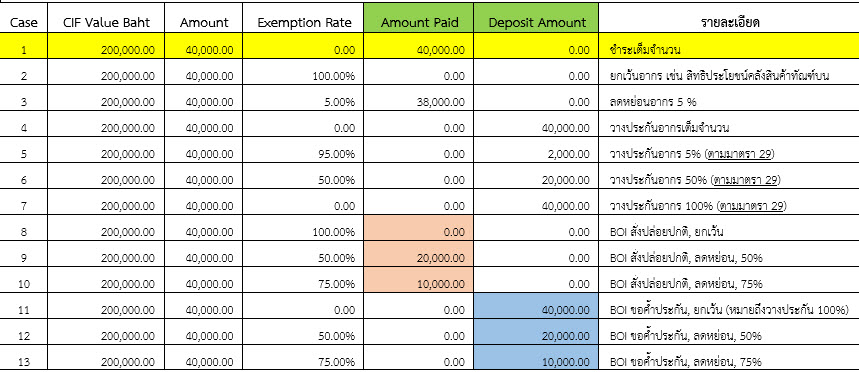 Case CIF Value Baht Amount Exemption Rate Amount Paid Deposit Amount รายละเอียด
1 200,000.00 40,000.00 0.00 40,000.00 0.00 ชำระเต็มจำนวน
2 200,000.00 40,000.00 100.00% 0.00 0.00 ยกเว้นอากร เช่น สิทธิประโยชน์คลังสินค้าทัณฑ์บน
3 200,000.00 40,000.00 5.00% 38,000.00 0.00 ลดหย่อนอากร 5 %
4 200,000.00 40,000.00 0.00 0.00 40,000.00 วางประกันอากรเต็มจำนวน
5 200,000.00 40,000.00 95.00% 0.00 2,000.00 วางประกันอากร 5% (ตามมาตรา 29)
6 200,000.00 40,000.00 50.00% 0.00 20,000.00 วางประกันอากร 50% (ตามมาตรา 29)
7 200,000.00 40,000.00 0.00 0.00 40,000.00 วางประกันอากร 100% (ตามมาตรา 29)
8 200,000.00 40,000.00 100.00% 0.00 0.00 BOI สั่งปล่อยปกติ, ยกเว้น
9 200,000.00 40,000.00 50.00% 20,000.00 0.00 BOI สั่งปล่อยปกติ, ลดหย่อน, 50%
10 200,000.00 40,000.00 75.00% 10,000.00 0.00 BOI สั่งปล่อยปกติ, ลดหย่อน, 75%
11 200,000.00 40,000.00 0.00 0.00 40,000.00 BOI ขอค้ำประกัน, ยกเว้น (หมายถึงวางประกัน 100%)
12 200,000.00 40,000.00 50.00% 0.00 20,000.00 BOI ขอค้ำประกัน, ลดหย่อน, 50%
13 200,000.00 40,000.00 75.00% 0.00 10,000.00 BOI ขอค้ำประกัน, ลดหย่อน, 75%